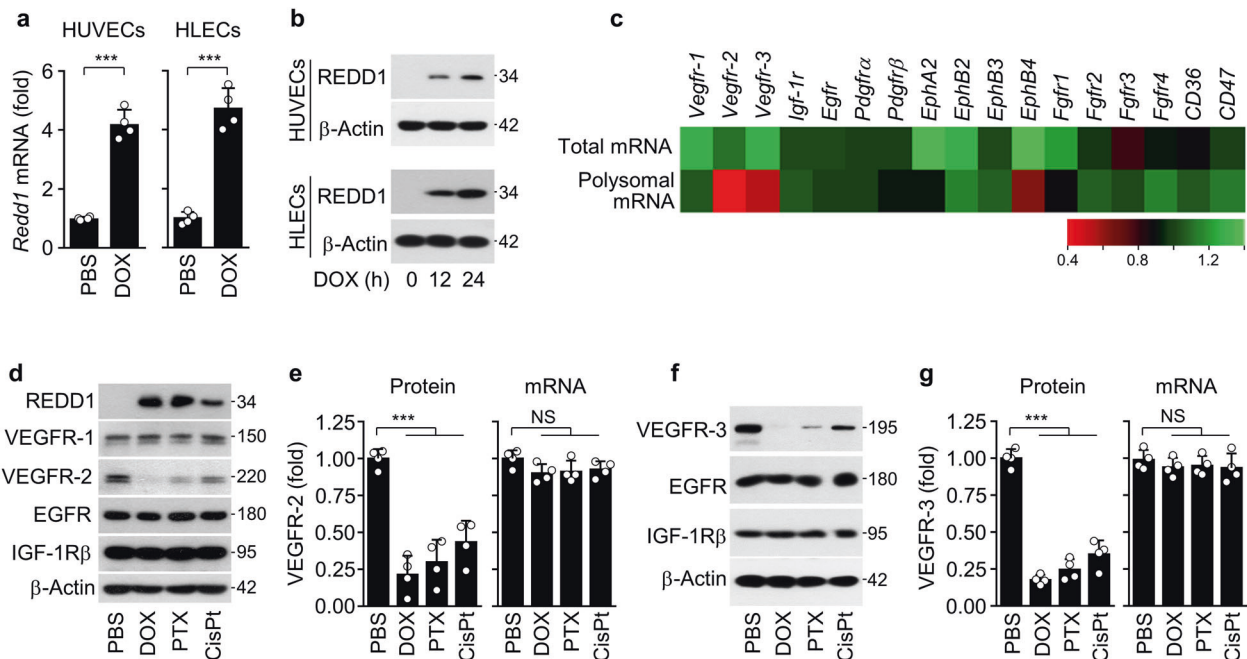 a
HUVECs
HLECs
***
***
Redd1 mRNA (fold)
6
4
2
0
PBS
DOX
PBS
DOX
b
HUVECs
REDD1
34
β-Actin
42
HLECs
REDD1
34
β-Actin
42
DOX (h) 0 12 24
c
Vegfr-1
Vegfr-2
Vegfr-3
Igf-1r
Egfr
Pdgfrα
Pdgfrβ
EphA2
EphB2
EphB3
EphB4
Fgfr1
Fgfr2
Fgfr3
Fgfr4
CD36
CD47
Total mRNA
Polysomal
mRNA
0.4 0.8 1.2
d
REDD1 34
VEGFR-1 150
VEGFR-2 220
EGFR 180
IGF-1Rβ 95
β-Actin 42
PBS
DOX
PTX
CisPt
e
Protein
mRNA
***
NS
VEGFR-2 (fold)
1.25
1.00
0.75
0.50
0.25
0.00
PBS
DOX
PTX
CisPt
PBS
DOX
PTX
CisPt
f
VEGFR-3 195
EGFR 180
IGF-1Rβ 95
β-Actin 42
PBS
DOX
PTX
CisPt
g
Protein
mRNA
***
NS
VEGFR-3 (fold)
1.25
1.00
0.75
0.50
0.25
0.00
PBS
DOX
PTX
CisPt
PBS
DOX
PTX
CisPt